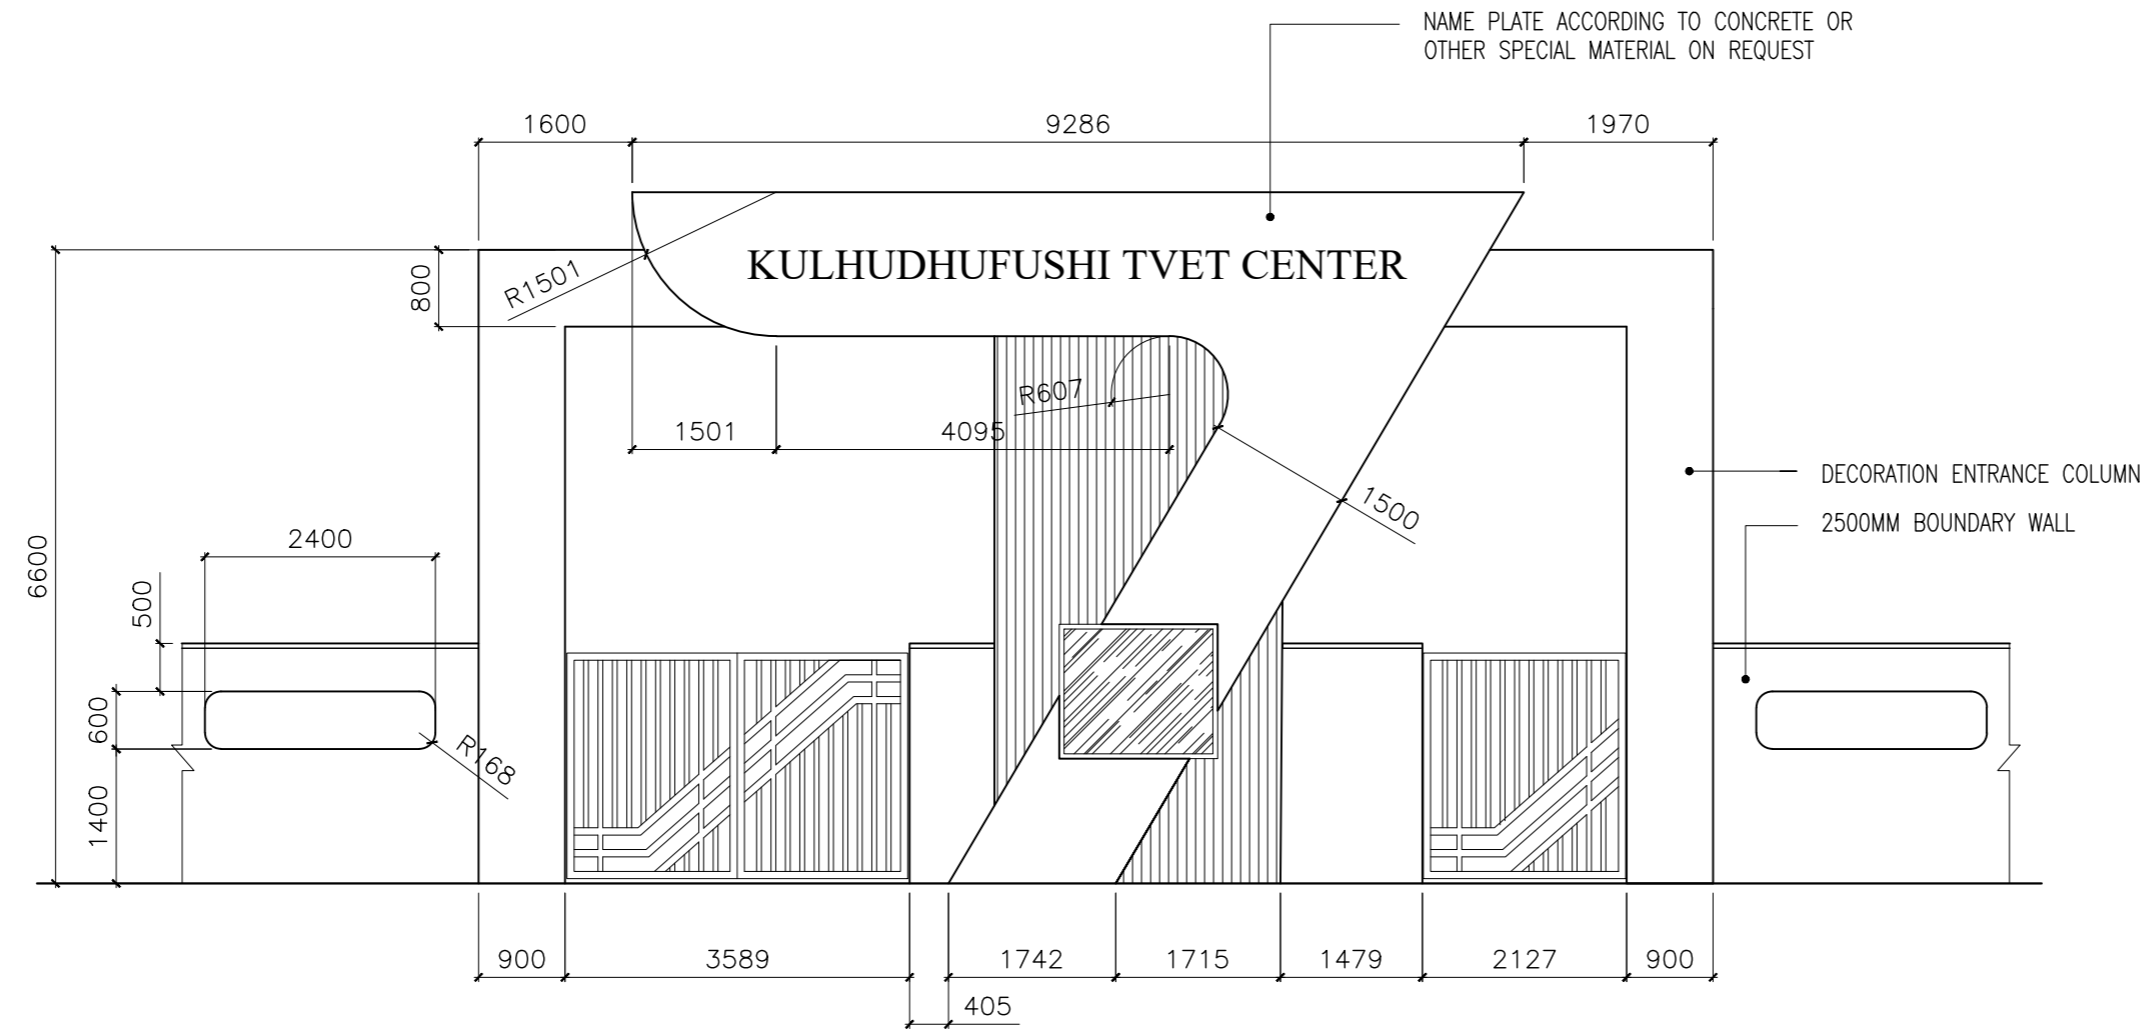 NAME PLATE ACCORDING TO CONCRETE OR
OTHER SPECIAL MATERIAL ON REQUEST
1600
9286
1970
KULHUDHUFUSHI TVET CENTER
800
R1501
R607
1501
4095
DECORATION ENTRANCE COLUMN
1500
2500MM BOUNDARY WALL
2400
6600
500
600
R168
1400
900
3589
1742
1715
1479
2127
900
405